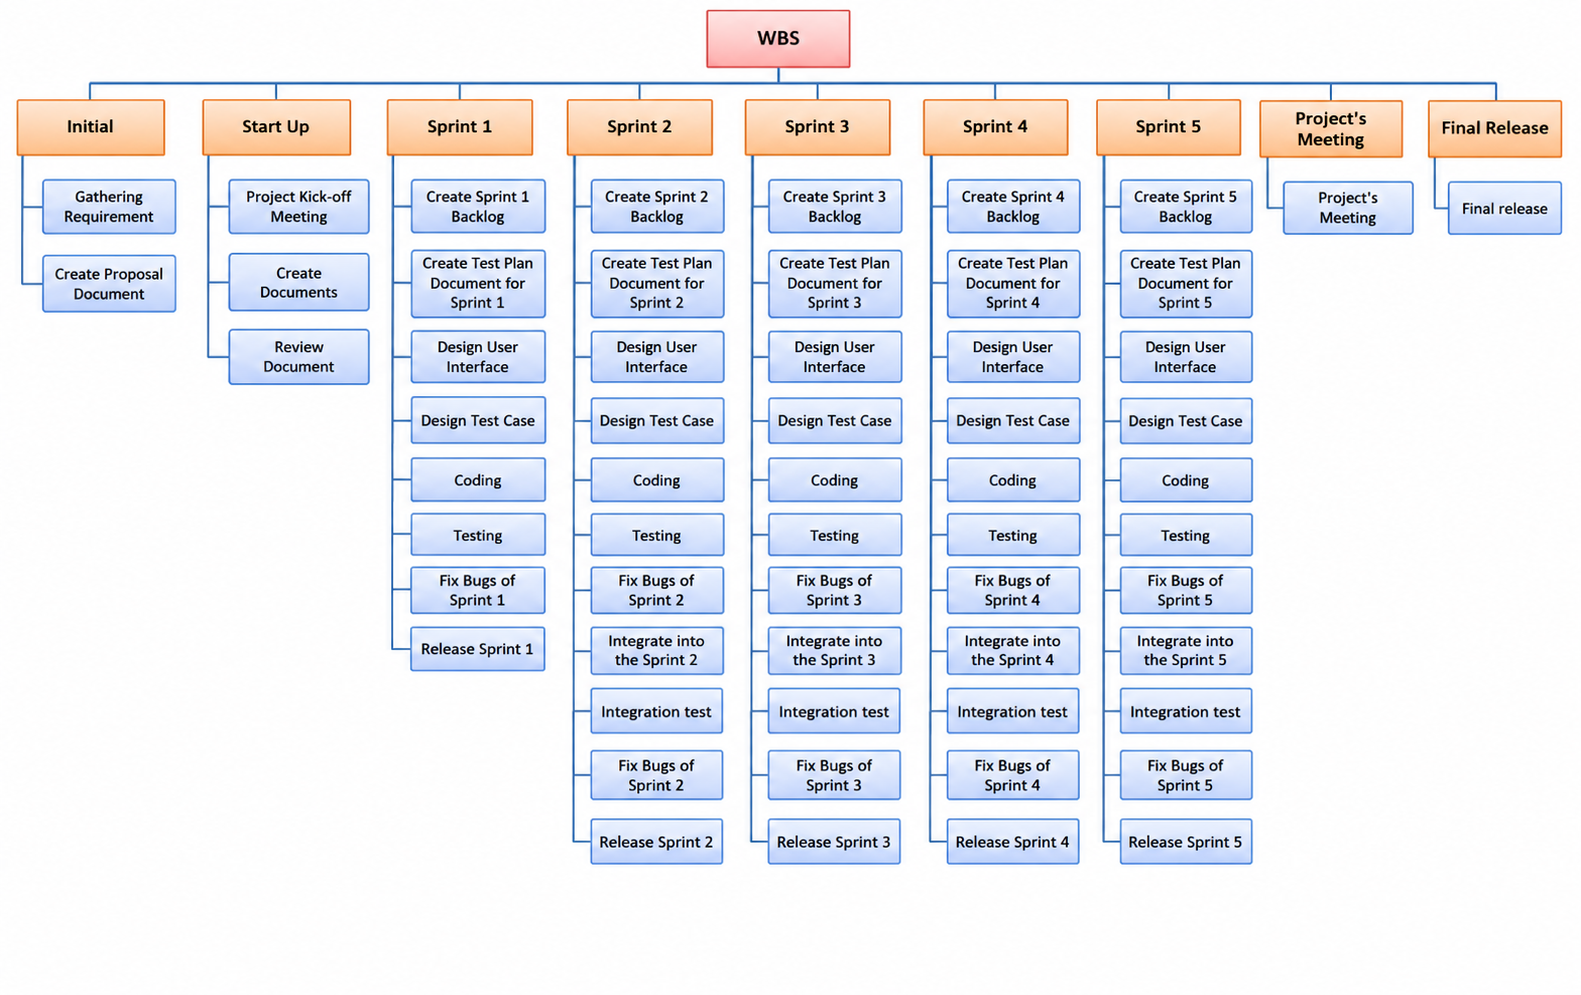 WBS
Initial
Gathering
Requirement
Create Proposal
Document
Start Up
Project Kick-off
Meeting
Create
Documents
Review
Document
Sprint 1
Create Sprint 1
Backlog
Create Test Plan
Document for
Sprint 1
Design User
Interface
Design Test Case
Coding
Testing
Fix Bugs of
Sprint 1
Release Sprint 1
Sprint 2
Create Sprint 2
Backlog
Create Test Plan
Document for
Sprint 2
Design User
Interface
Design Test Case
Coding
Testing
Fix Bugs of
Sprint 2
Integrate into
the Sprint 2
Integration test
Fix Bugs of
Sprint 2
Release Sprint 2
Sprint 3
Create Sprint 3
Backlog
Create Test Plan
Document for
Sprint 3
Design User
Interface
Design Test Case
Coding
Testing
Fix Bugs of
Sprint 3
Integrate into
the Sprint 3
Integration test
Fix Bugs of
Sprint 3
Release Sprint 3
Sprint 4
Create Sprint 4
Backlog
Create Test Plan
Document for
Sprint 4
Design User
Interface
Design Test Case
Coding
Testing
Fix Bugs of
Sprint 4
Integrate into
the Sprint 4
Integration test
Fix Bugs of
Sprint 4
Release Sprint 4
Sprint 5
Create Sprint 5
Backlog
Create Test Plan
Document for
Sprint 5
Design User
Interface
Design Test Case
Coding
Testing
Fix Bugs of
Sprint 5
Integrate into
the Sprint 5
Integration test
Fix Bugs of
Sprint 5
Release Sprint 5
Project's
Meeting
Project's
Meeting
Final Release
Final release